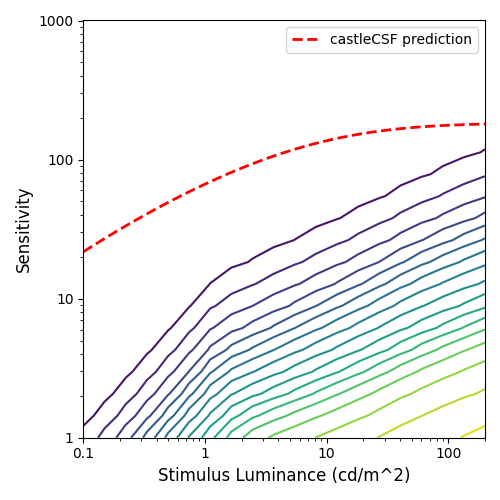 1000
castleCSF prediction
100
Sensitivity
10
1
0.1 1 10 100
Stimulus Luminance (cd/m^2)